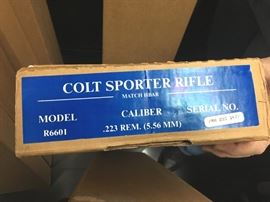 COLT SPORTER RIFLE
MATCH HBAR
MODEL CALIBER SERIAL NO.
R6601 .223 REM. (5.56 MM)